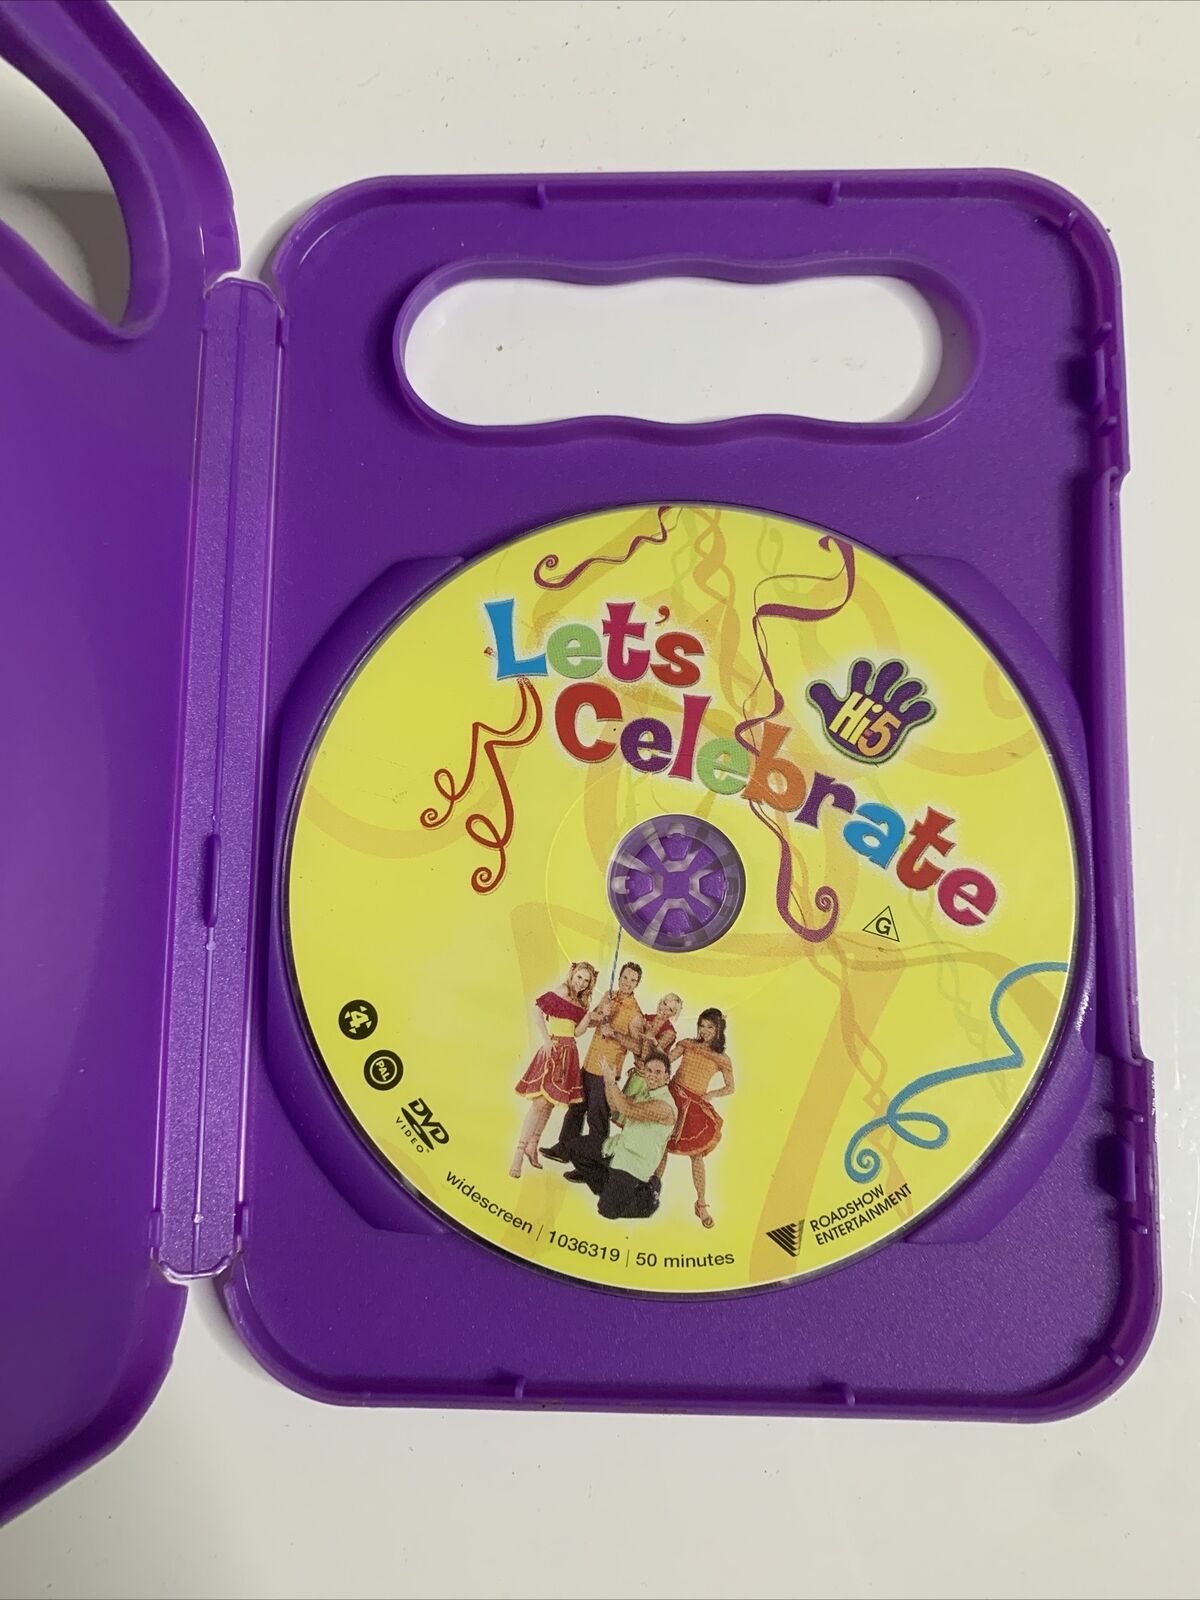 Let's
Celebrate
Hi-5
G
4
PAL
DVD
VIDEO
widescreen | 1036319 | 50 minutes
ROADSHOW
ENTERTAINMENT